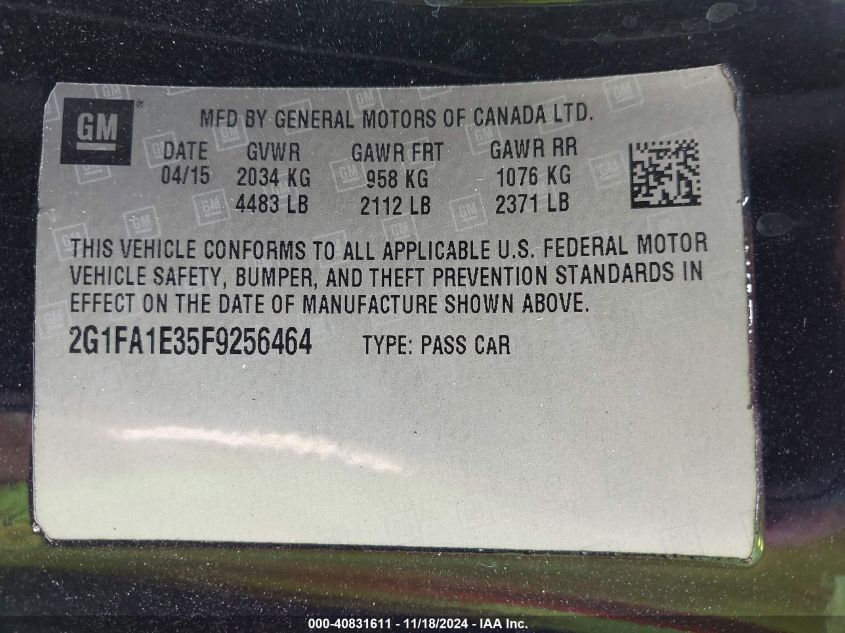 GM ®
MFD BY GENERAL MOTORS OF CANADA LTD.
DATE GVWR GAWR FRT GAWR RR
04/15 2034 KG 958 KG 1076 KG
4483 LB 2112 LB 2371 LB
THIS VEHICLE CONFORMS TO ALL APPLICABLE U.S. FEDERAL MOTOR
VEHICLE SAFETY, BUMPER, AND THEFT PREVENTION STANDARDS IN
EFFECT ON THE DATE OF MANUFACTURE SHOWN ABOVE.
2G1FA1E35F9256464 TYPE: PASS CAR
000-40831611 - 11/18/2024 - IAA Inc.